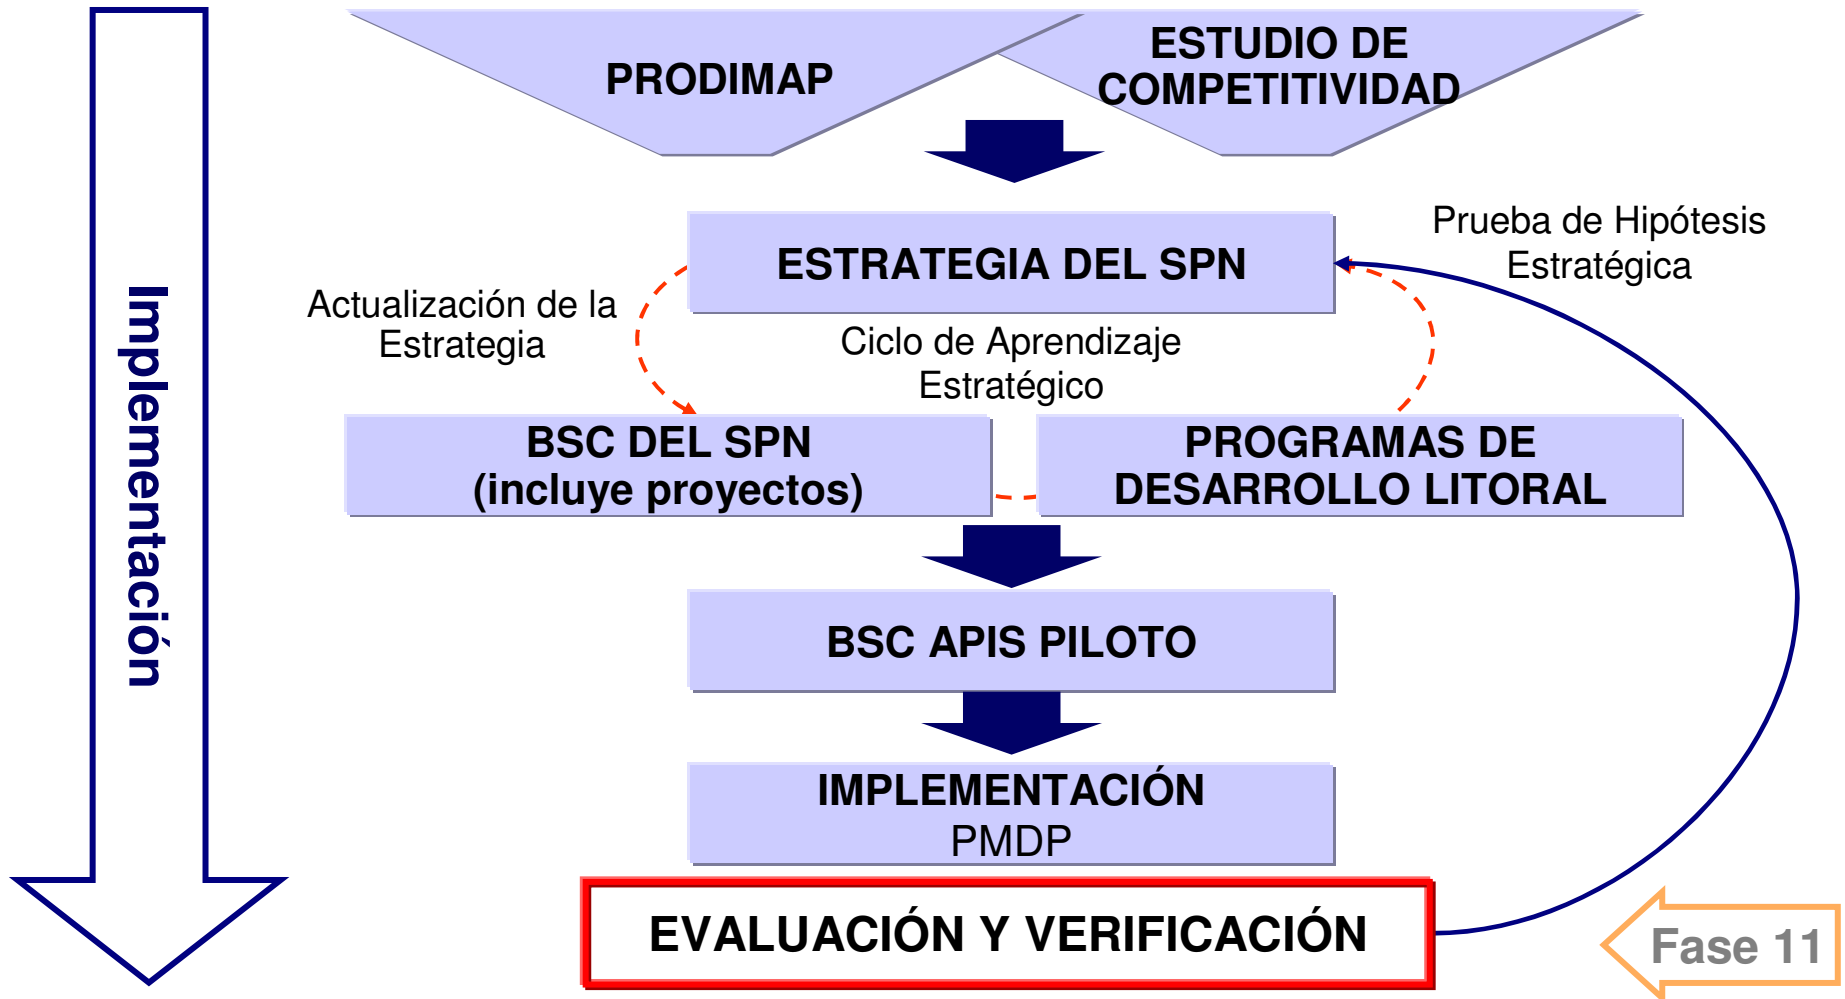 PRODIMAP
ESTUDIO DE
COMPETITIVIDAD
Implementación
ESTRATEGIA DEL SPN
Prueba de Hipótesis
Estratégica
Actualización de la
Estrategia
Ciclo de Aprendizaje
Estratégico
BSC DEL SPN
(incluye proyectos)
PROGRAMAS DE
DESARROLLO LITORAL
BSC APIS PILOTO
IMPLEMENTACIÓN
PMDP
EVALUACIÓN Y VERIFICACIÓN
Fase 11